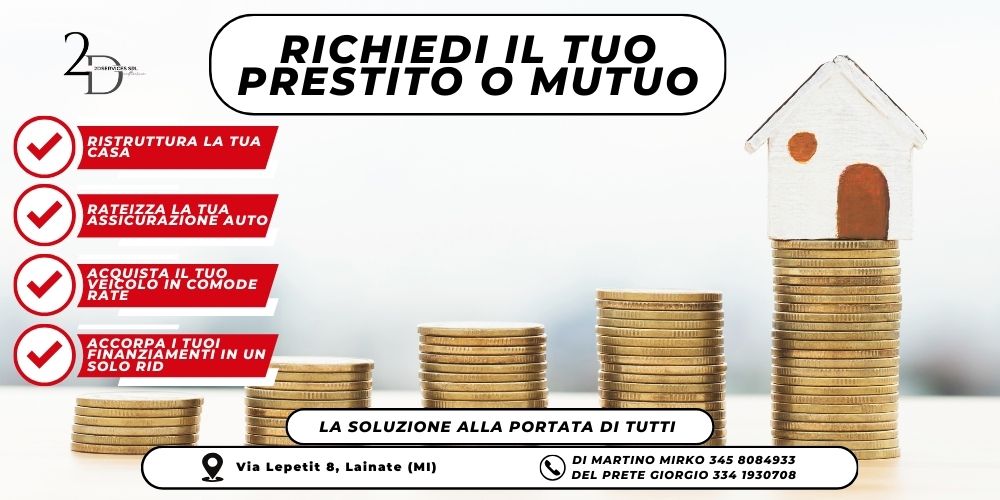 2D
2DSERVICES SRL
RICHIEDI IL TUO
PRESTITO O MUTUO
RISTRUTTURA LA TUA
CASA
RATEIZZA LA TUA
ASSICURAZIONE AUTO
ACQUISTA IL TUO
VEICOLO IN COMODE
RATE
ACCORPA I TUOI
FINANZIAMENTI IN UN
SOLO RID
LA SOLUZIONE ALLA PORTATA DI TUTTI
Via Lepetit 8, Lainate (MI)
DI MARTINO MIRKO 345 8084933
DEL PRETE GIORGIO 334 1930708